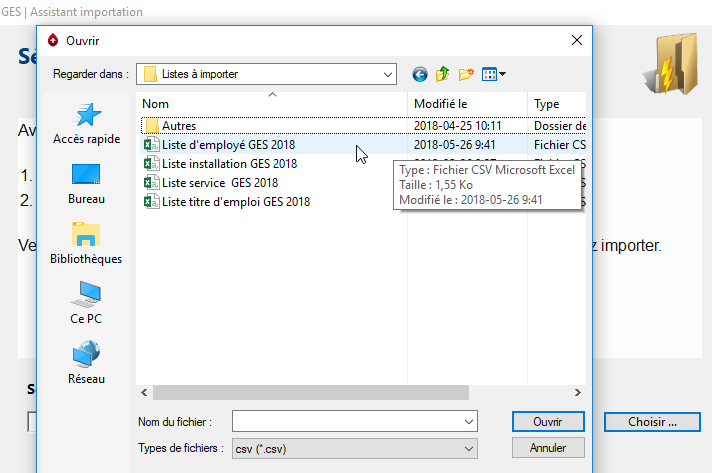 GES | Assistant importation
Ouvrir
Regarder dans : Listes à importer
Nom Modifié le Type
Autres 2018-04-25 10:11 Dossier de
Liste d'employé GES 2018 2018-05-26 9:41 Fichier CSV
Liste installation GES 2018
Liste service GES 2018
Liste titre d'emploi GES 2018
Type : Fichier CSV Microsoft Excel
Taille : 1,55 Ko
Modifié le : 2018-05-26 9:41
Accès rapide
Bureau
Bibliothèques
Ce PC
Réseau
Sé
Av
1.
2.
Ve
z importer.
Nom du fichier : Ouvrir
Types de fichiers : csv (*.csv) Annuler
Choisir ...